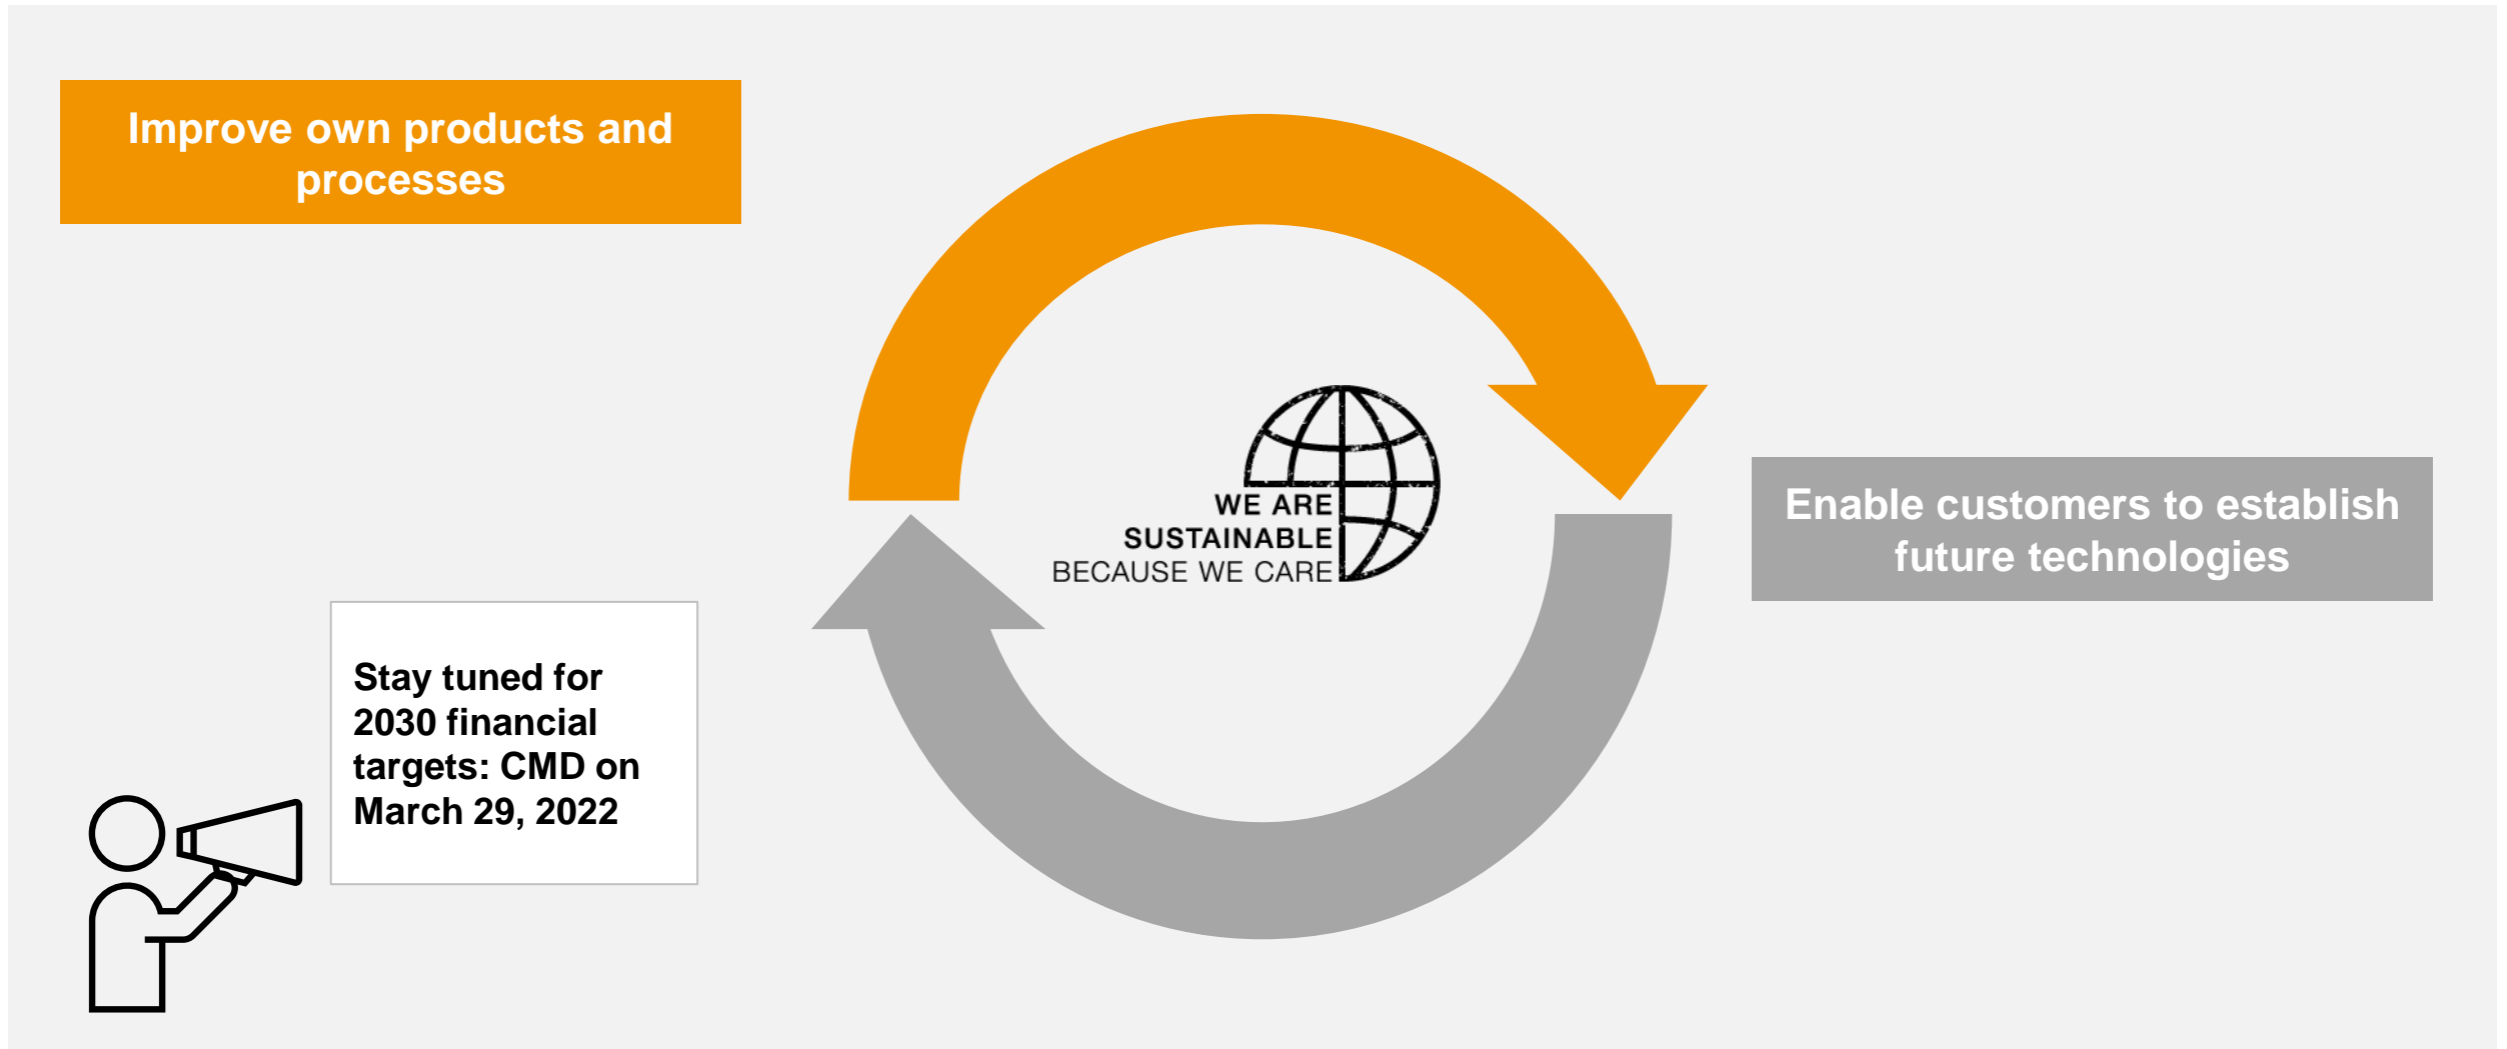 Improve own products and
processes
WE ARE
SUSTAINABLE
BECAUSE WE CARE
Enable customers to establish
future technologies
Stay tuned for
2030 financial
targets: CMD on
March 29, 2022